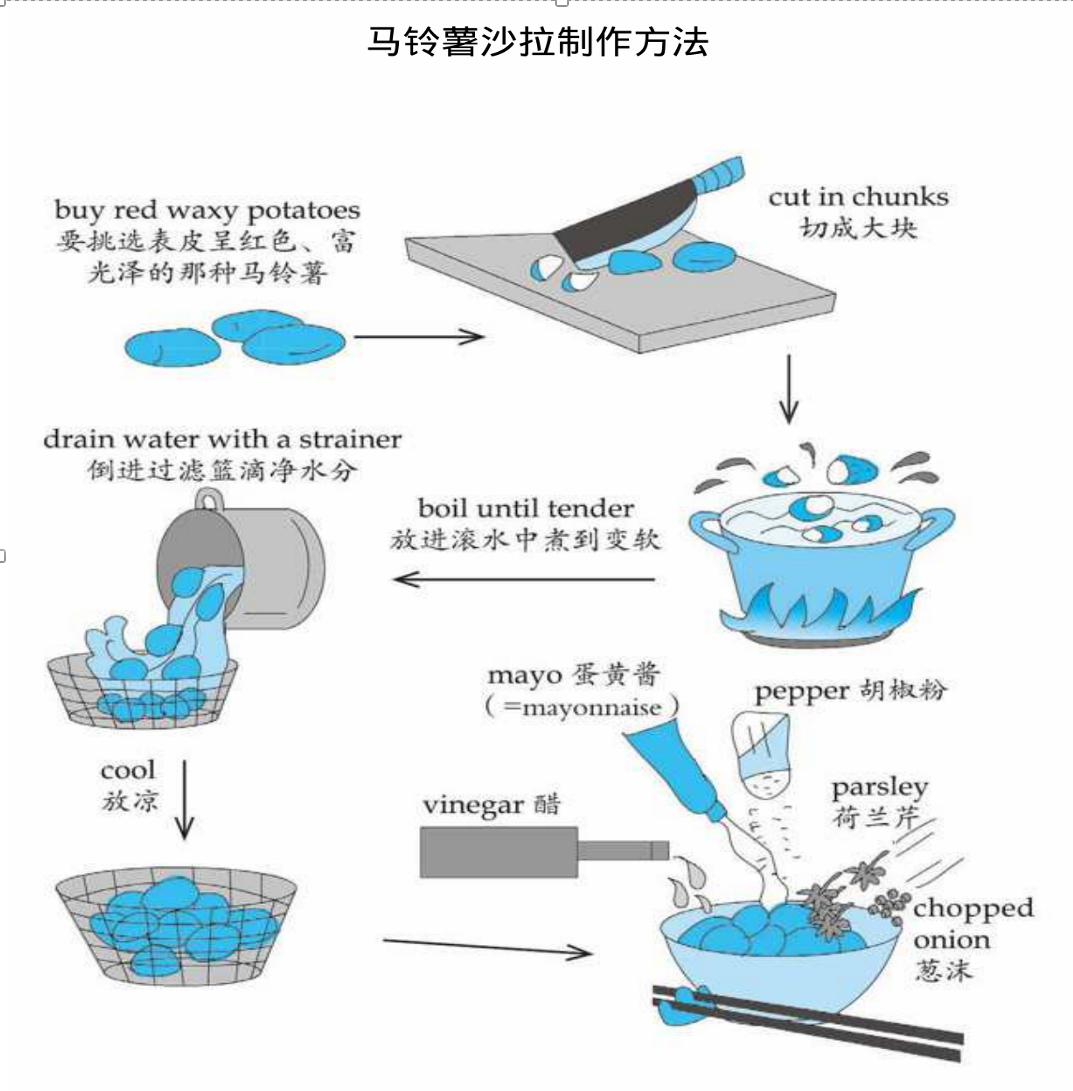 马铃薯沙拉制作方法
buy red waxy potatoes
要挑选表皮呈红色、富
光泽的那种马铃薯
cut in chunks
切成大块
boil until tender
放进滚水中煮到变软
drain water with a strainer
倒进过滤篮滴净水分
cool
放凉
vinegar 醋
mayo 蛋黄酱
( =mayonnaise )
pepper 胡椒粉
parsley
荷兰芹
chopped
onion
葱沫